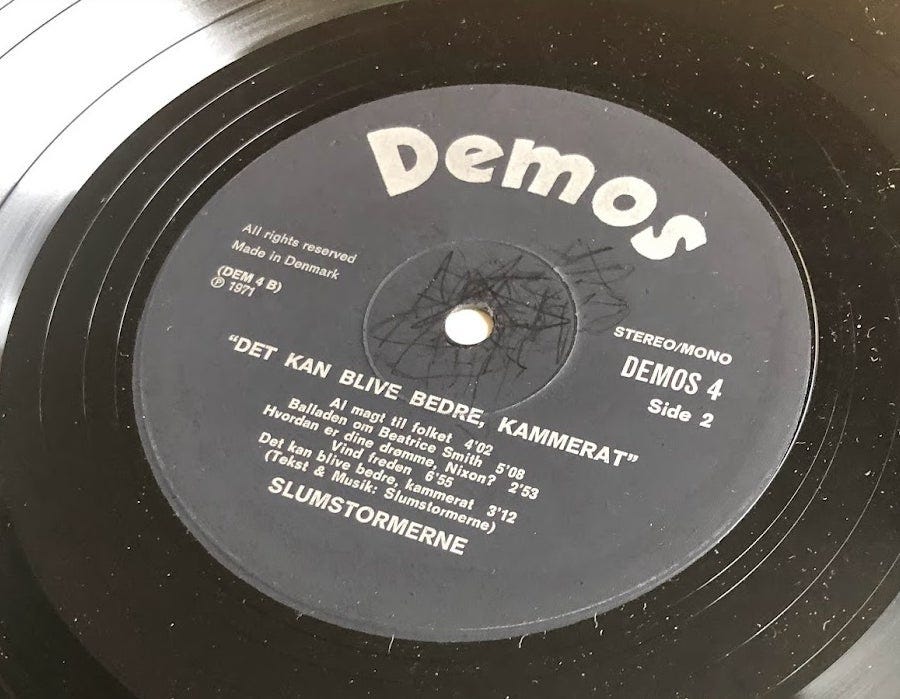 Demos
All rights reserved
Made in Denmark
(DEM 4 B)
℗ 1971
STEREO/MONO
DEMOS 4
Side 2
"DET KAN BLIVE BEDRE, KAMMERAT"
Al magt til folket 4'02
Balladen om Beatrice Smith 5'08
Hvordan er dine drømme, Nixon? 2'53
Vind freden 6'55
Det kan blive bedre, kammerat 3'12
(Tekst & Musik: Slumstormerne)
SLUMSTORMERNE